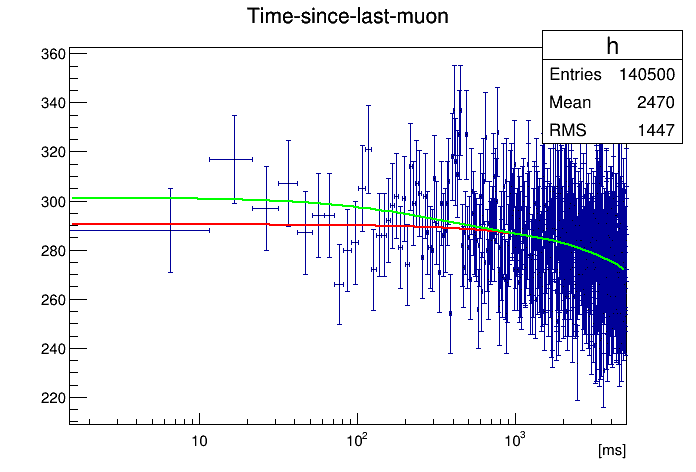 Time-since-last-muon
h
Entries 140500
Mean 2470
RMS 1447
360
340
320
300
280
260
240
220
10
10²
10³
[ms]